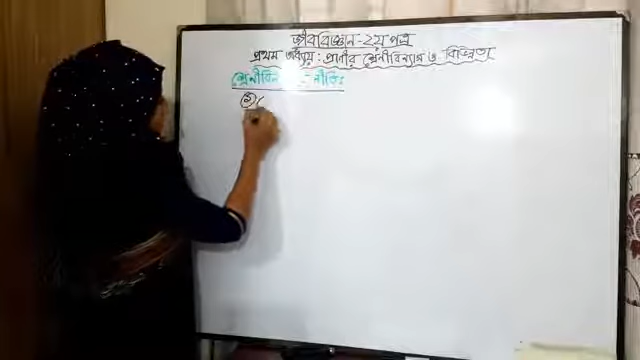 জীববিজ্ঞান-২য় পত্র
প্রথম অধ্যায়: প্রাণীর শ্রেণীবিন্যাস ও বিভিন্নতা
নীতিঃ